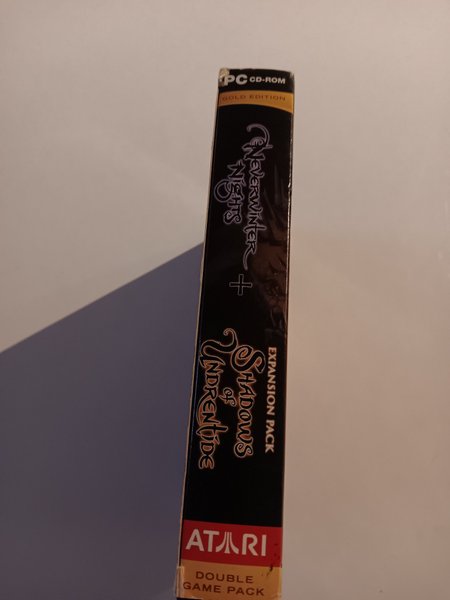 PC CD-ROM
GOLD EDITION
NEVERWINTER
NIGHTS
+
EXPANSION PACK
SHADOWS
of
UNDRENTIDE
ATARI
DOUBLE
GAME PACK